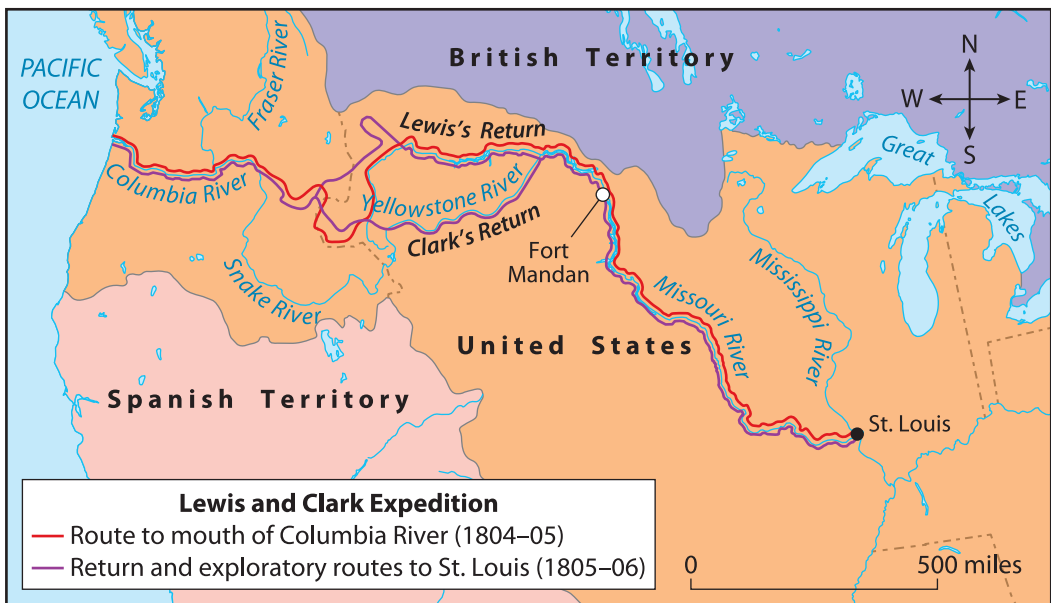 PACIFIC
OCEAN
Fraser River
British Territory
N
W
E
S
Lewis's Return
Great
Lakes
Columbia River
Yellowstone River
Clark's Return
Fort
Mandan
Snake River
Missouri River
Mississippi River
United States
Spanish Territory
St. Louis
Lewis and Clark Expedition
Route to mouth of Columbia River (1804–05)
Return and exploratory routes to St. Louis (1805–06)
0 500 miles